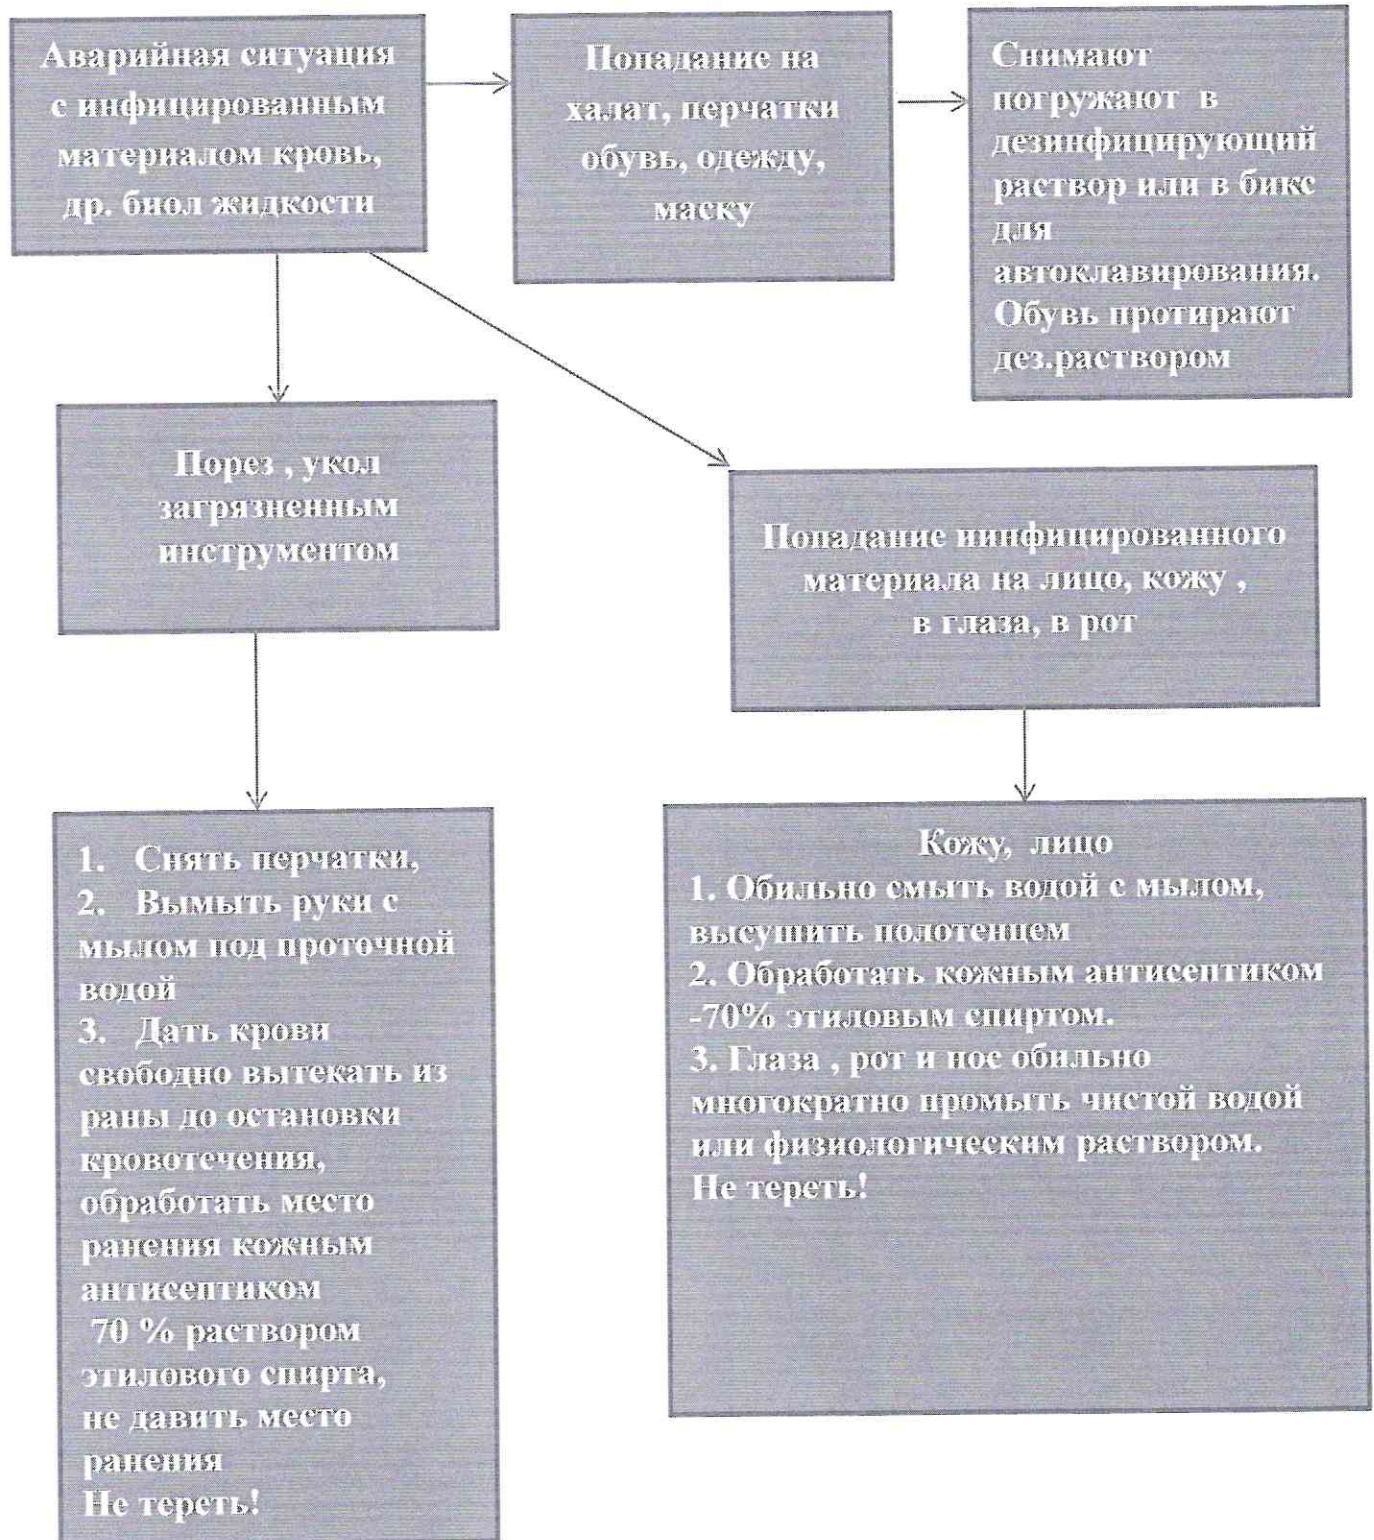 Аварийная ситуация
с инфицированным
материалом кровь,
др. биол жидкости
Попадание на
халат, перчатки
обувь, одежду,
маску
Снимают
погружают в
дезинфицирующий
раствор или в бикс
для
автоклавирования.
Обувь протирают
дез.раствором
Порез , укол
загрязненным
инструментом
Попадание иинфицированного
материала на лицо, кожу ,
в глаза, в рот
1. Снять перчатки,
2. Вымыть руки с
мылом под проточной
водой
3. Дать крови
свободно вытекать из
раны до остановки
кровотечения,
обработать место
ранения кожным
антисептиком
70 % раствором
этилового спирта,
не давить место
ранения
Не тереть!
Кожу, лицо
1. Обильно смыть водой с мылом,
высушить полотенцем
2. Обработать кожным антисептиком
-70% этиловым спиртом.
3. Глаза , рот и нос обильно
многократно промыть чистой водой
или физиологическим раствором.
Не тереть!